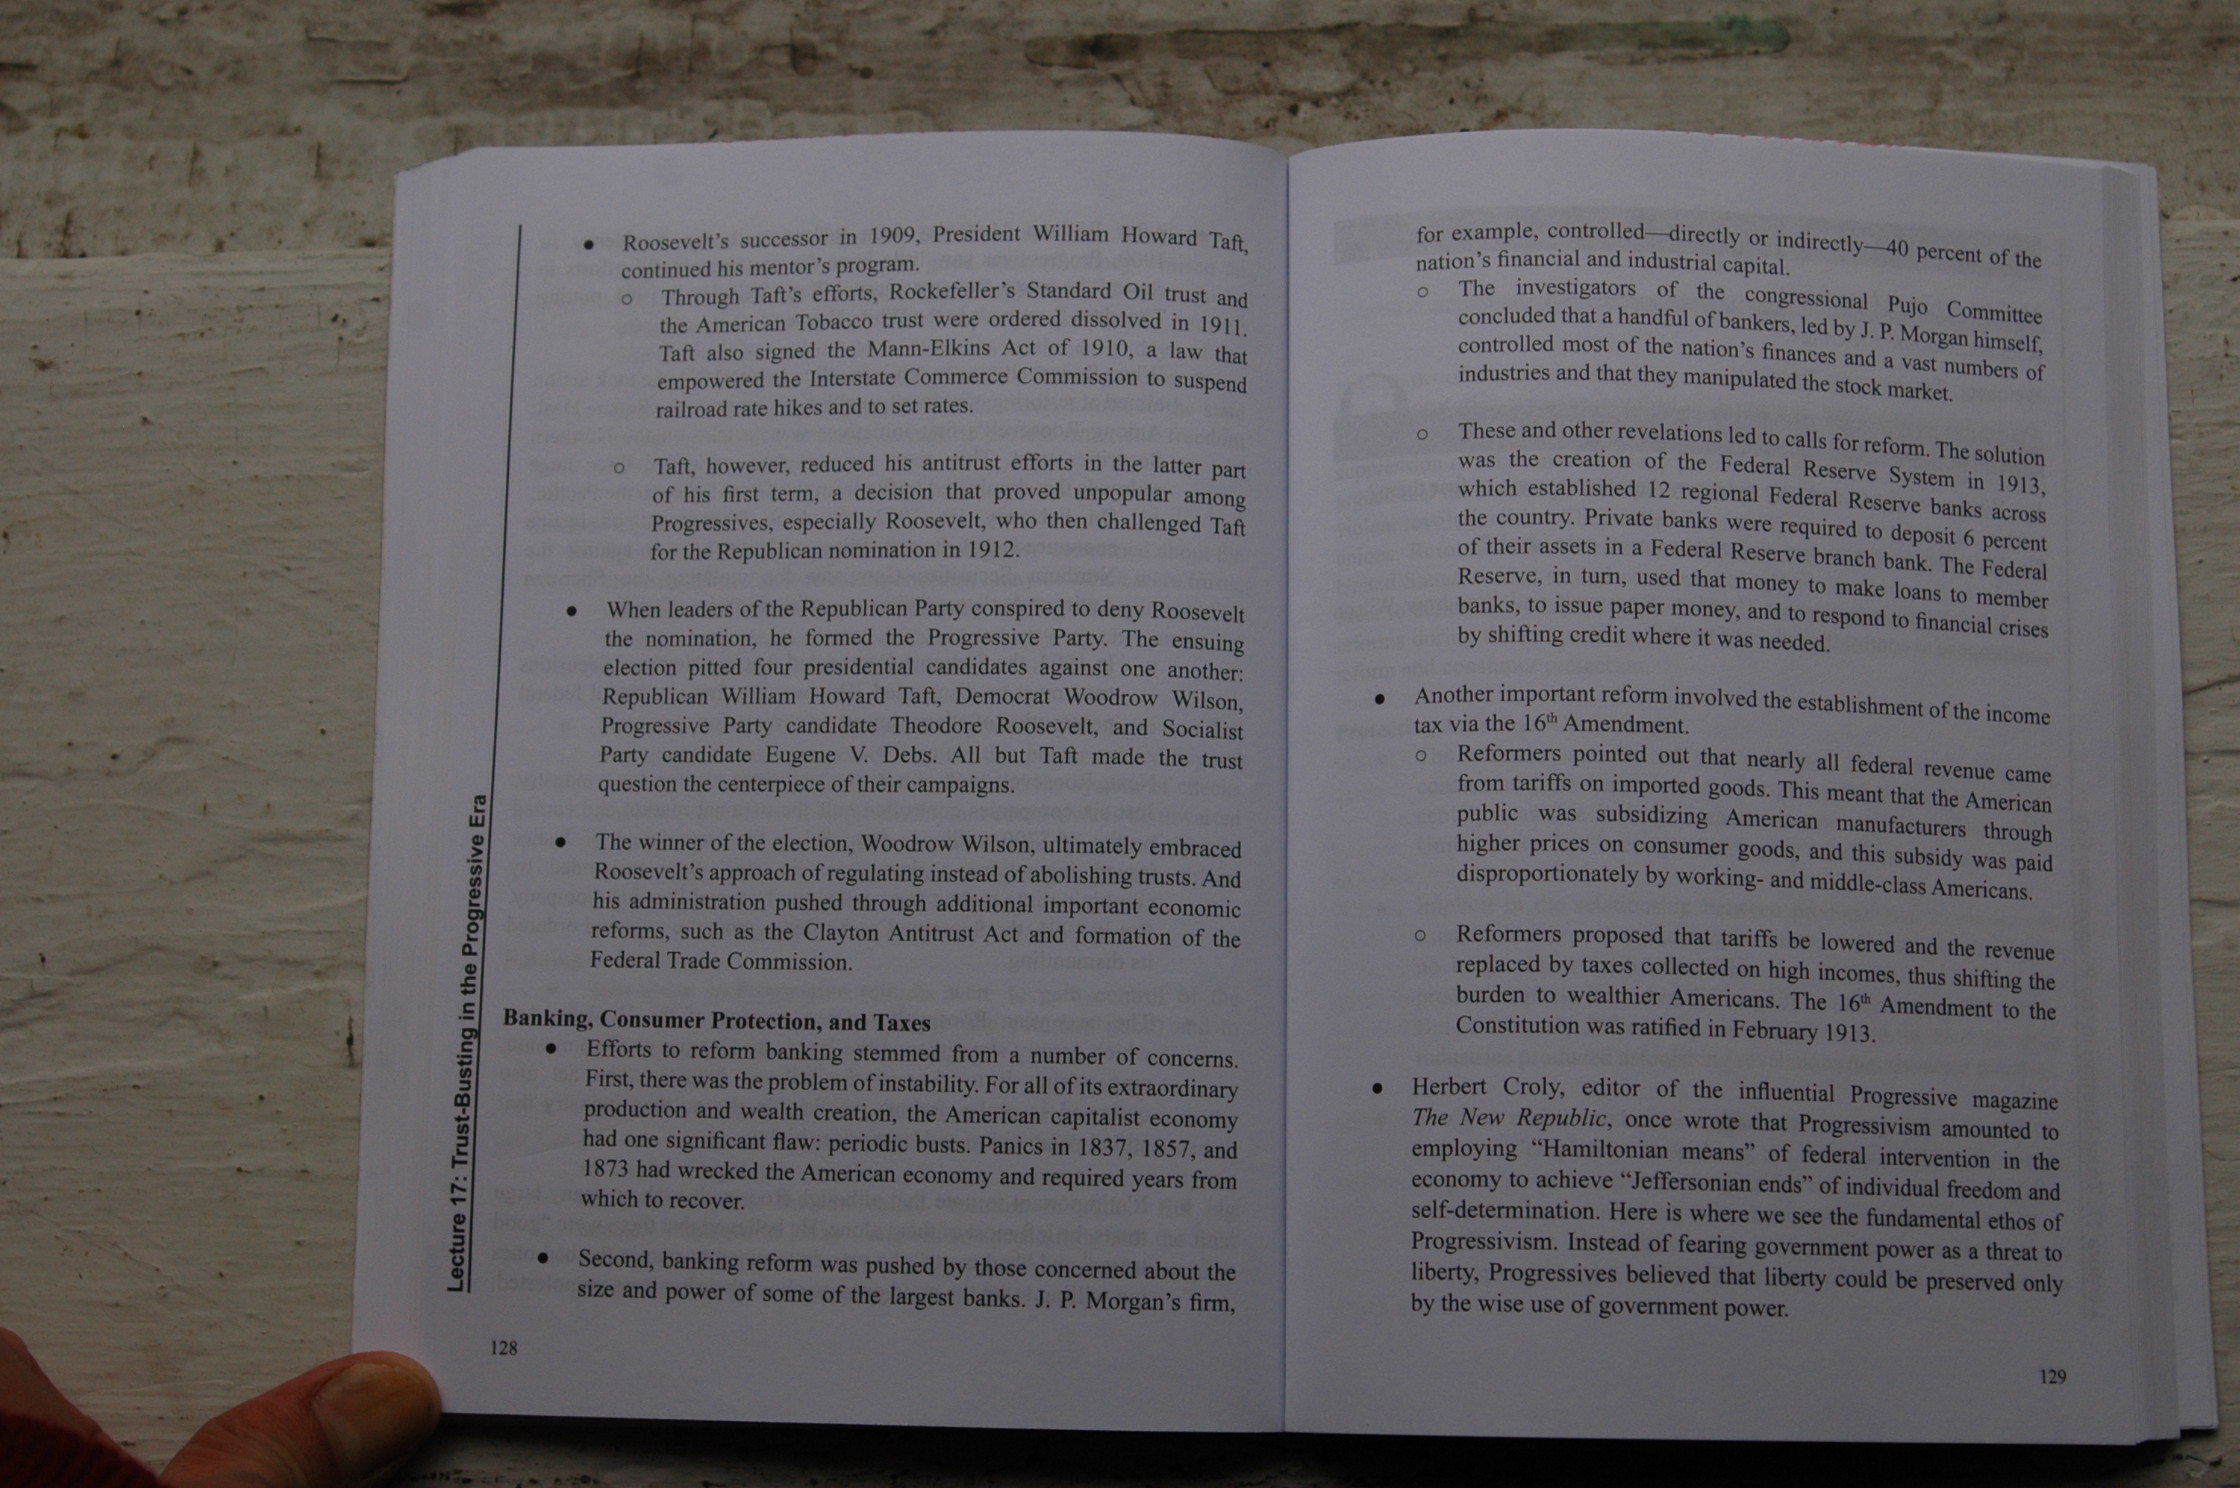 • Roosevelt's successor in 1909, President William Howard Taft,
continued his mentor's program.
o Through Taft's efforts, Rockefeller's Standard Oil trust and
the American Tobacco trust were ordered dissolved in 1911.
Taft also signed the Mann-Elkins Act of 1910, a law that
empowered the Interstate Commerce Commission to suspend
railroad rate hikes and to set rates.
o Taft, however, reduced his antitrust efforts in the latter part
of his first term, a decision that proved unpopular among
Progressives, especially Roosevelt, who then challenged Taft
for the Republican nomination in 1912.
• When leaders of the Republican Party conspired to deny Roosevelt
the nomination, he formed the Progressive Party. The ensuing
election pitted four presidential candidates against one another:
Republican William Howard Taft, Democrat Woodrow Wilson,
Progressive Party candidate Theodore Roosevelt, and Socialist
Party candidate Eugene V. Debs. All but Taft made the trust
question the centerpiece of their campaigns.
• The winner of the election, Woodrow Wilson, ultimately embraced
Roosevelt's approach of regulating instead of abolishing trusts. And
his administration pushed through additional important economic
reforms, such as the Clayton Antitrust Act and formation of the
Federal Trade Commission.
Banking, Consumer Protection, and Taxes
• Efforts to reform banking stemmed from a number of concerns.
First, there was the problem of instability. For all of its extraordinary
production and wealth creation, the American capitalist economy
had one significant flaw: periodic busts. Panics in 1837, 1857, and
1873 had wrecked the American economy and required years from
which to recover.
• Second, banking reform was pushed by those concerned about the
size and power of some of the largest banks. J. P. Morgan's firm,
Lecture 17: Trust-Busting in the Progressive Era
128
for example, controlled—directly or indirectly—40 percent of the
nation's financial and industrial capital.
o The investigators of the congressional Pujo Committee
concluded that a handful of bankers, led by J. P. Morgan himself,
controlled most of the nation's finances and a vast numbers of
industries and that they manipulated the stock market.
o These and other revelations led to calls for reform. The solution
was the creation of the Federal Reserve System in 1913,
which established 12 regional Federal Reserve banks across
the country. Private banks were required to deposit 6 percent
of their assets in a Federal Reserve branch bank. The Federal
Reserve, in turn, used that money to make loans to member
banks, to issue paper money, and to respond to financial crises
by shifting credit where it was needed.
• Another important reform involved the establishment of the income
tax via the 16th Amendment.
o Reformers pointed out that nearly all federal revenue came
from tariffs on imported goods. This meant that the American
public was subsidizing American manufacturers through
higher prices on consumer goods, and this subsidy was paid
disproportionately by working- and middle-class Americans.
o Reformers proposed that tariffs be lowered and the revenue
replaced by taxes collected on high incomes, thus shifting the
burden to wealthier Americans. The 16th Amendment to the
Constitution was ratified in February 1913.
• Herbert Croly, editor of the influential Progressive magazine
The New Republic, once wrote that Progressivism amounted to
employing “Hamiltonian means” of federal intervention in the
economy to achieve “Jeffersonian ends” of individual freedom and
self-determination. Here is where we see the fundamental ethos of
Progressivism. Instead of fearing government power as a threat to
liberty, Progressives believed that liberty could be preserved only
by the wise use of government power.
129